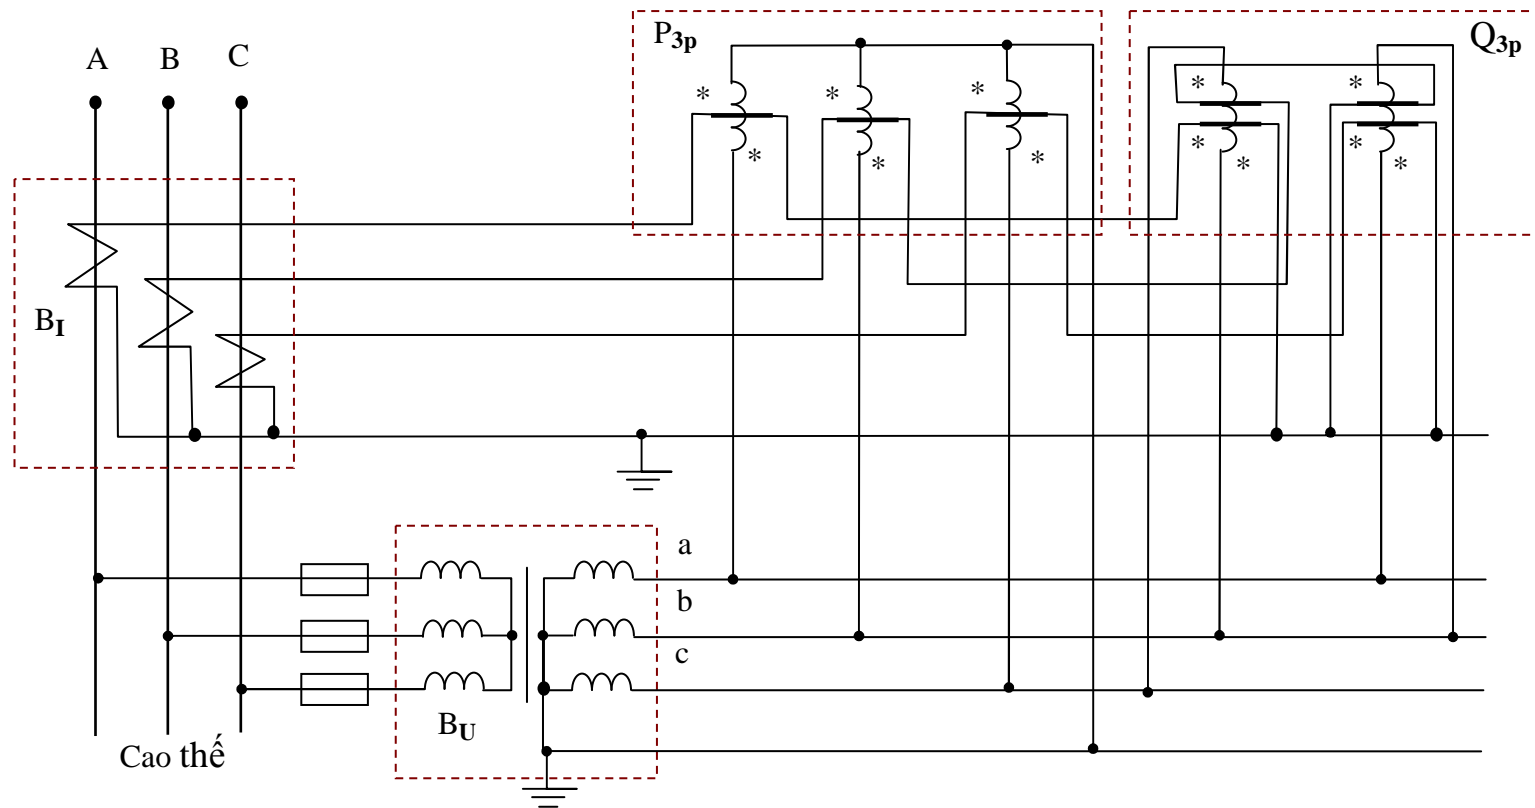 P3p
Q3p
A B C
* * * * *
* * * * * * *
BI
a
b
c
BU
Cao thế